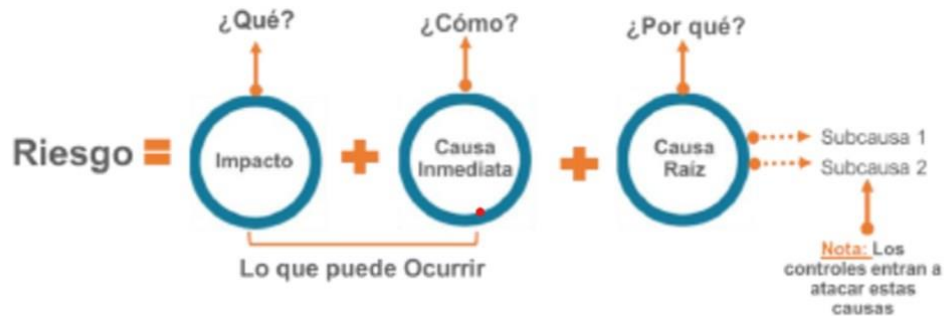 ¿Qué?
¿Cómo?
¿Por qué?
Riesgo = Impacto + Causa Inmediata + Causa Raíz
Subcausa 1
Subcausa 2
Lo que puede Ocurrir
Nota: Los
controles entran a
atacar estas
causas